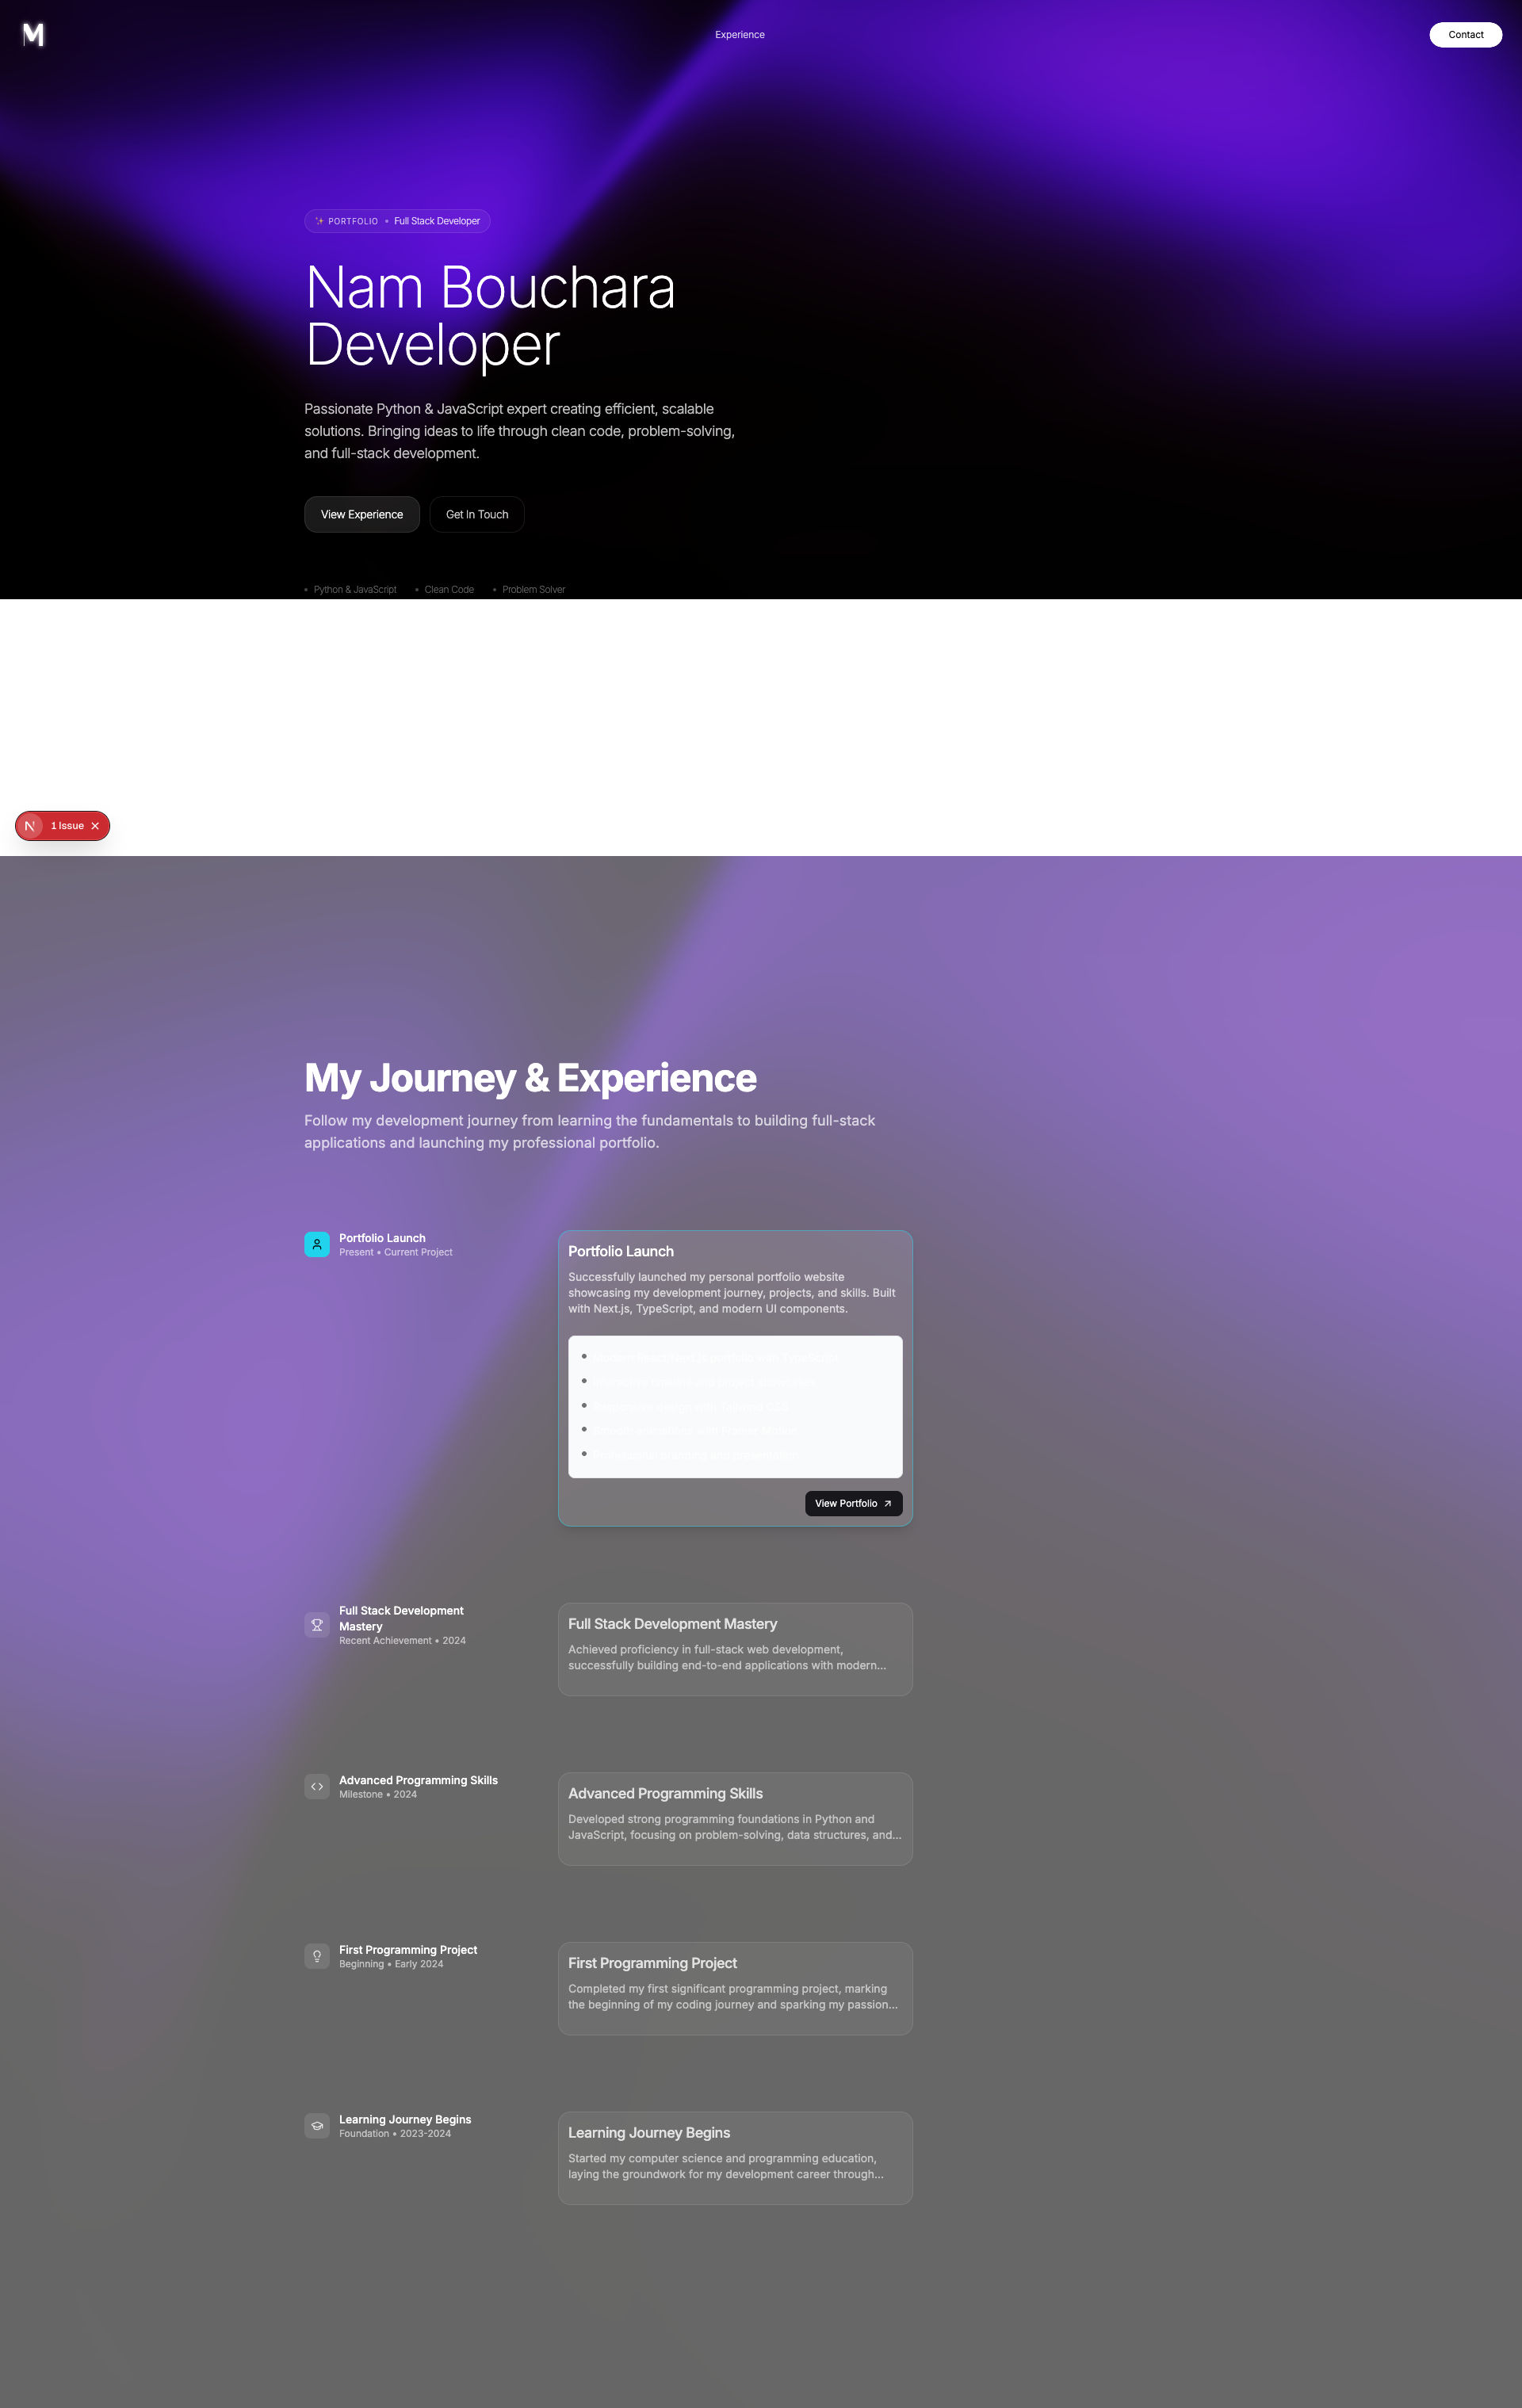 M
Experience
Contact
✨ PORTFOLIO • Full Stack Developer
Nam Bouchara
Developer
Passionate Python & JavaScript expert creating efficient, scalable
solutions. Bringing ideas to life through clean code, problem-solving,
and full-stack development.
View Experience
Get In Touch
• Python & JavaScript
• Clean Code
• Problem Solver
N
1 Issue ×
My Journey & Experience
Follow my development journey from learning the fundamentals to building full-stack
applications and launching my professional portfolio.
Portfolio Launch
Present • Current Project
Portfolio Launch
Successfully launched my personal portfolio website
showcasing my development journey, projects, and skills. Built
with Next.js, TypeScript, and modern UI components.
View Portfolio
Full Stack Development
Mastery
Recent Achievement • 2024
Full Stack Development Mastery
Achieved proficiency in full-stack web development,
successfully building end-to-end applications with modern...
Advanced Programming Skills
Milestone • 2024
Advanced Programming Skills
Developed strong programming foundations in Python and
JavaScript, focusing on problem-solving, data structures, and...
First Programming Project
Beginning • Early 2024
First Programming Project
Completed my first significant programming project, marking
the beginning of my coding journey and sparking my passion...
Learning Journey Begins
Foundation • 2023-2024
Learning Journey Begins
Started my computer science and programming education,
laying the groundwork for my development career through...